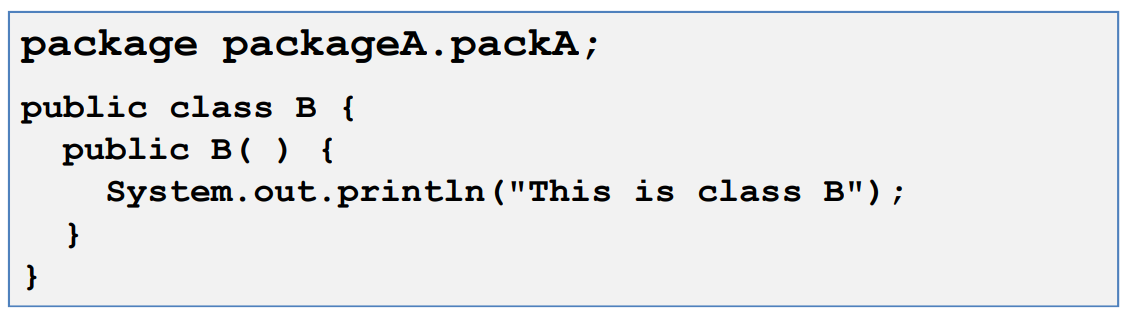 package packageA.packA;
public class B {
  public B( ) {
    System.out.println("This is class B");
  }
}